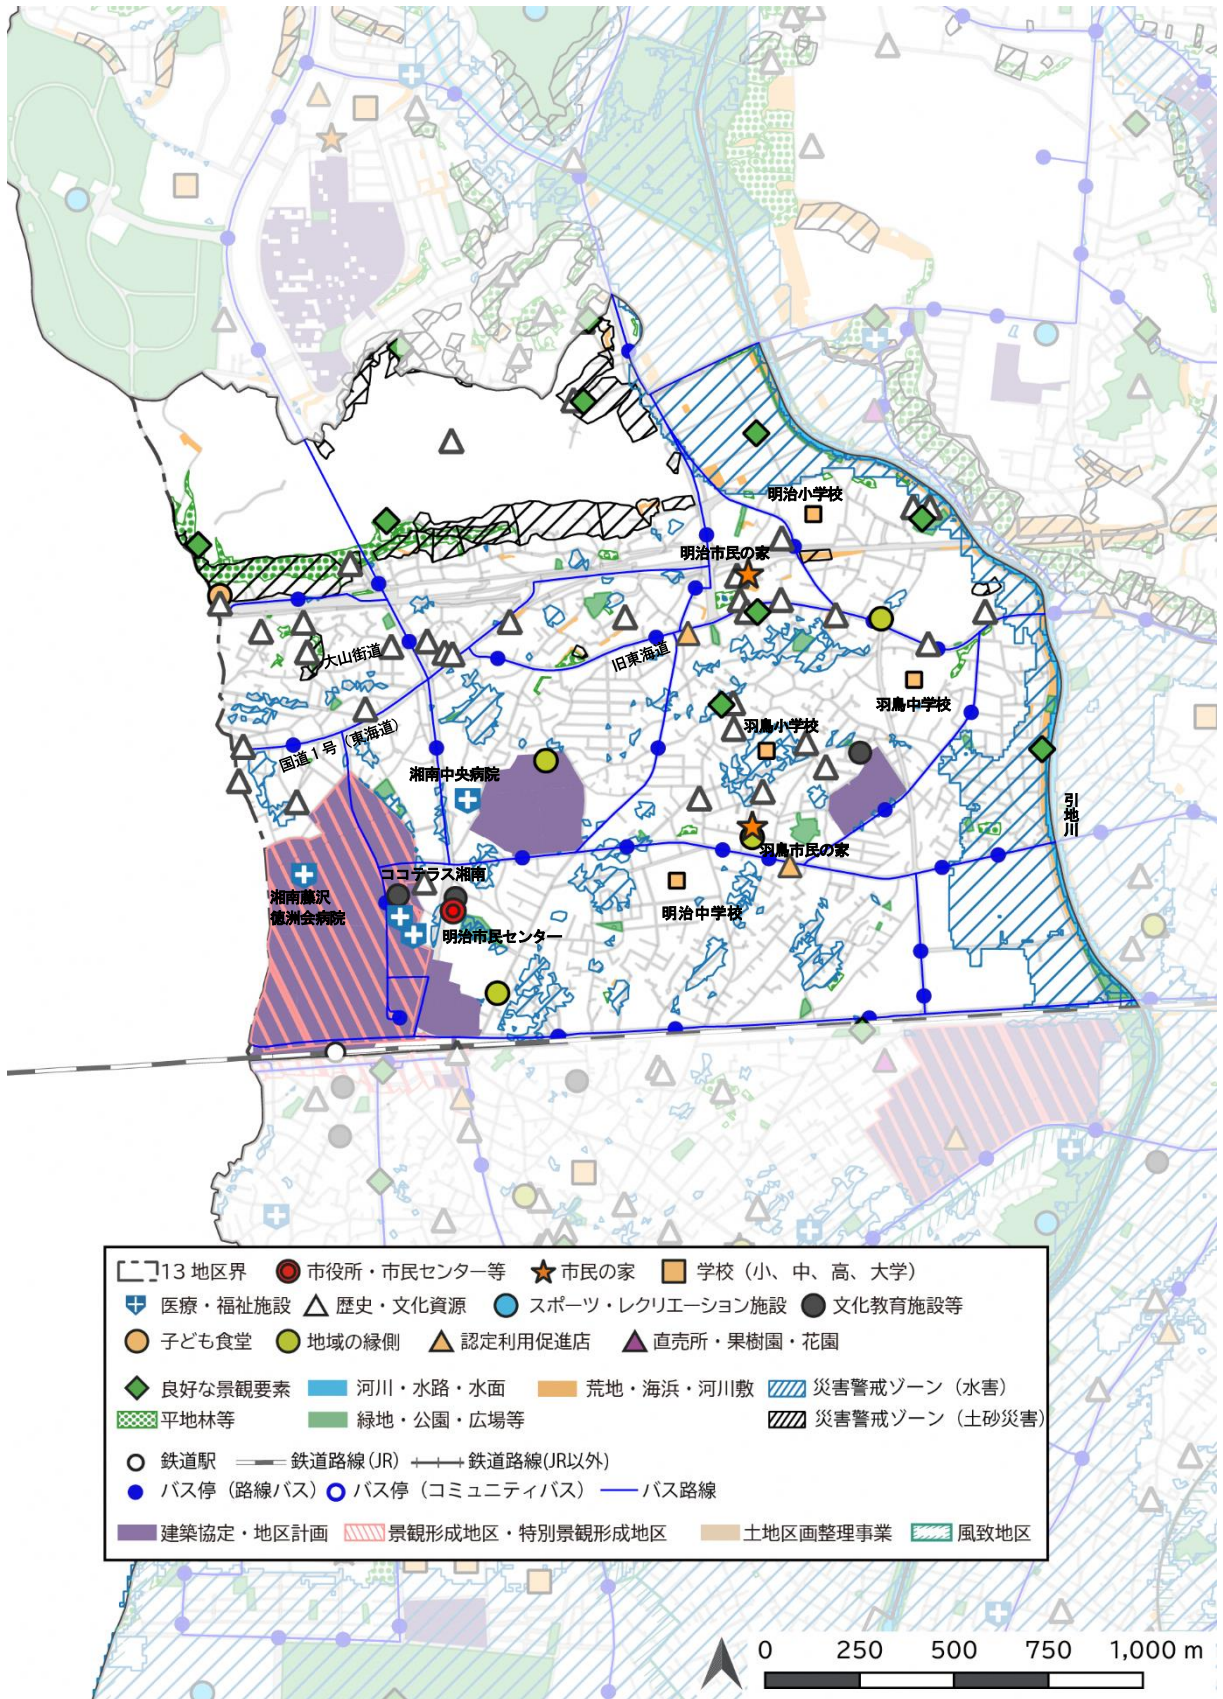 明治小学校
明治市民の家
大山街道
旧東海道
羽鳥中学校
羽鳥小学校
国道1号（東海道）
湘南中央病院
引地川
羽鳥市民の家
ココテラス湘南
湘南藤沢
徳洲会病院
明治中学校
明治市民センター
13地区界 市役所・市民センター等 市民の家 学校（小、中、高、大学）
医療・福祉施設 歴史・文化資源 スポーツ・レクリエーション施設 文化教育施設等
子ども食堂 地域の縁側 認定利用促進店 直売所・果樹園・花園
良好な景観要素 河川・水路・水面 荒地・海浜・河川敷 災害警戒ゾーン（水害）
平地林等 緑地・公園・広場等 災害警戒ゾーン（土砂災害）
鉄道駅 鉄道路線(JR) 鉄道路線(JR以外)
バス停（路線バス） バス停（コミュニティバス） バス路線
建築協定・地区計画 景観形成地区・特別景観形成地区 土地区画整理事業 風致地区
0 250 500 750 1,000 m